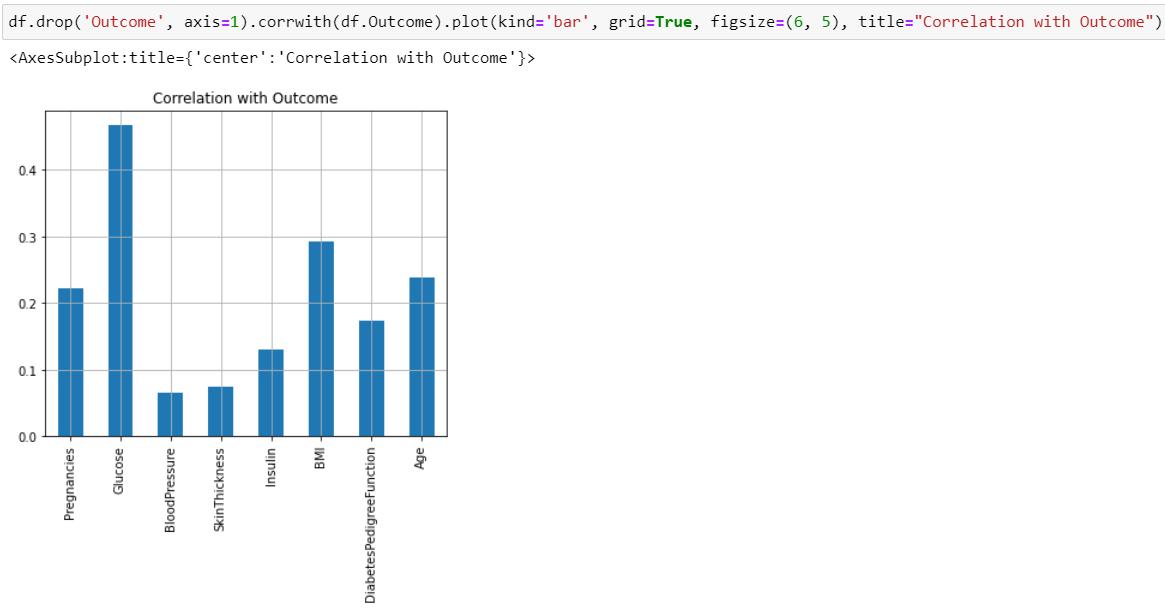 df.drop('Outcome', axis=1).corrwith(df.Outcome).plot(kind='bar', grid=True, figsize=(6, 5), title="Correlation with Outcome")
<AxesSubplot:title={'center':'Correlation with Outcome'}>
Correlation with Outcome
0.4
0.3
0.2
0.1
0.0
Pregnancies
Glucose
BloodPressure
SkinThickness
Insulin
BMI
DiabetesPedigreeFunction
Age